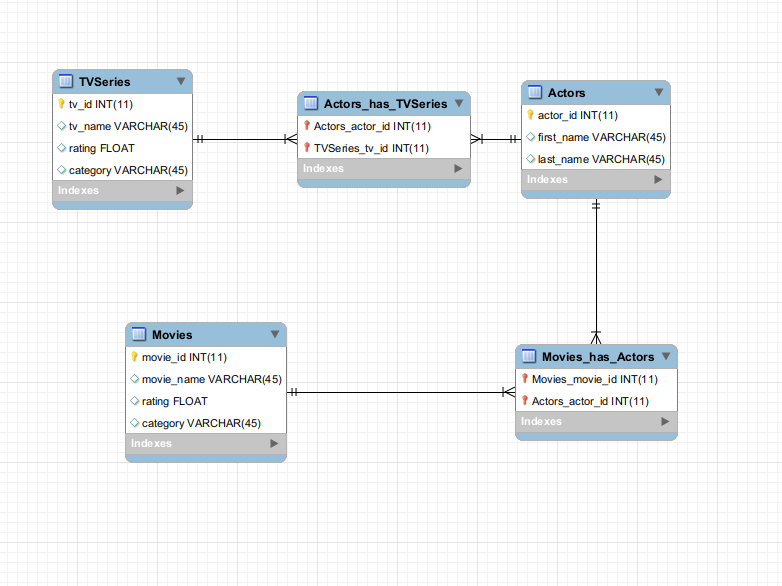 TVSeries
tv_id INT(11)
tv_name VARCHAR(45)
rating FLOAT
category VARCHAR(45)
Indexes
Actors_has_TVSeries
Actors_actor_id INT(11)
TVSeries_tv_id INT(11)
Indexes
Actors
actor_id INT(11)
first_name VARCHAR(45)
last_name VARCHAR(45)
Indexes
Movies
movie_id INT(11)
movie_name VARCHAR(45)
rating FLOAT
category VARCHAR(45)
Indexes
Movies_has_Actors
Movies_movie_id INT(11)
Actors_actor_id INT(11)
Indexes